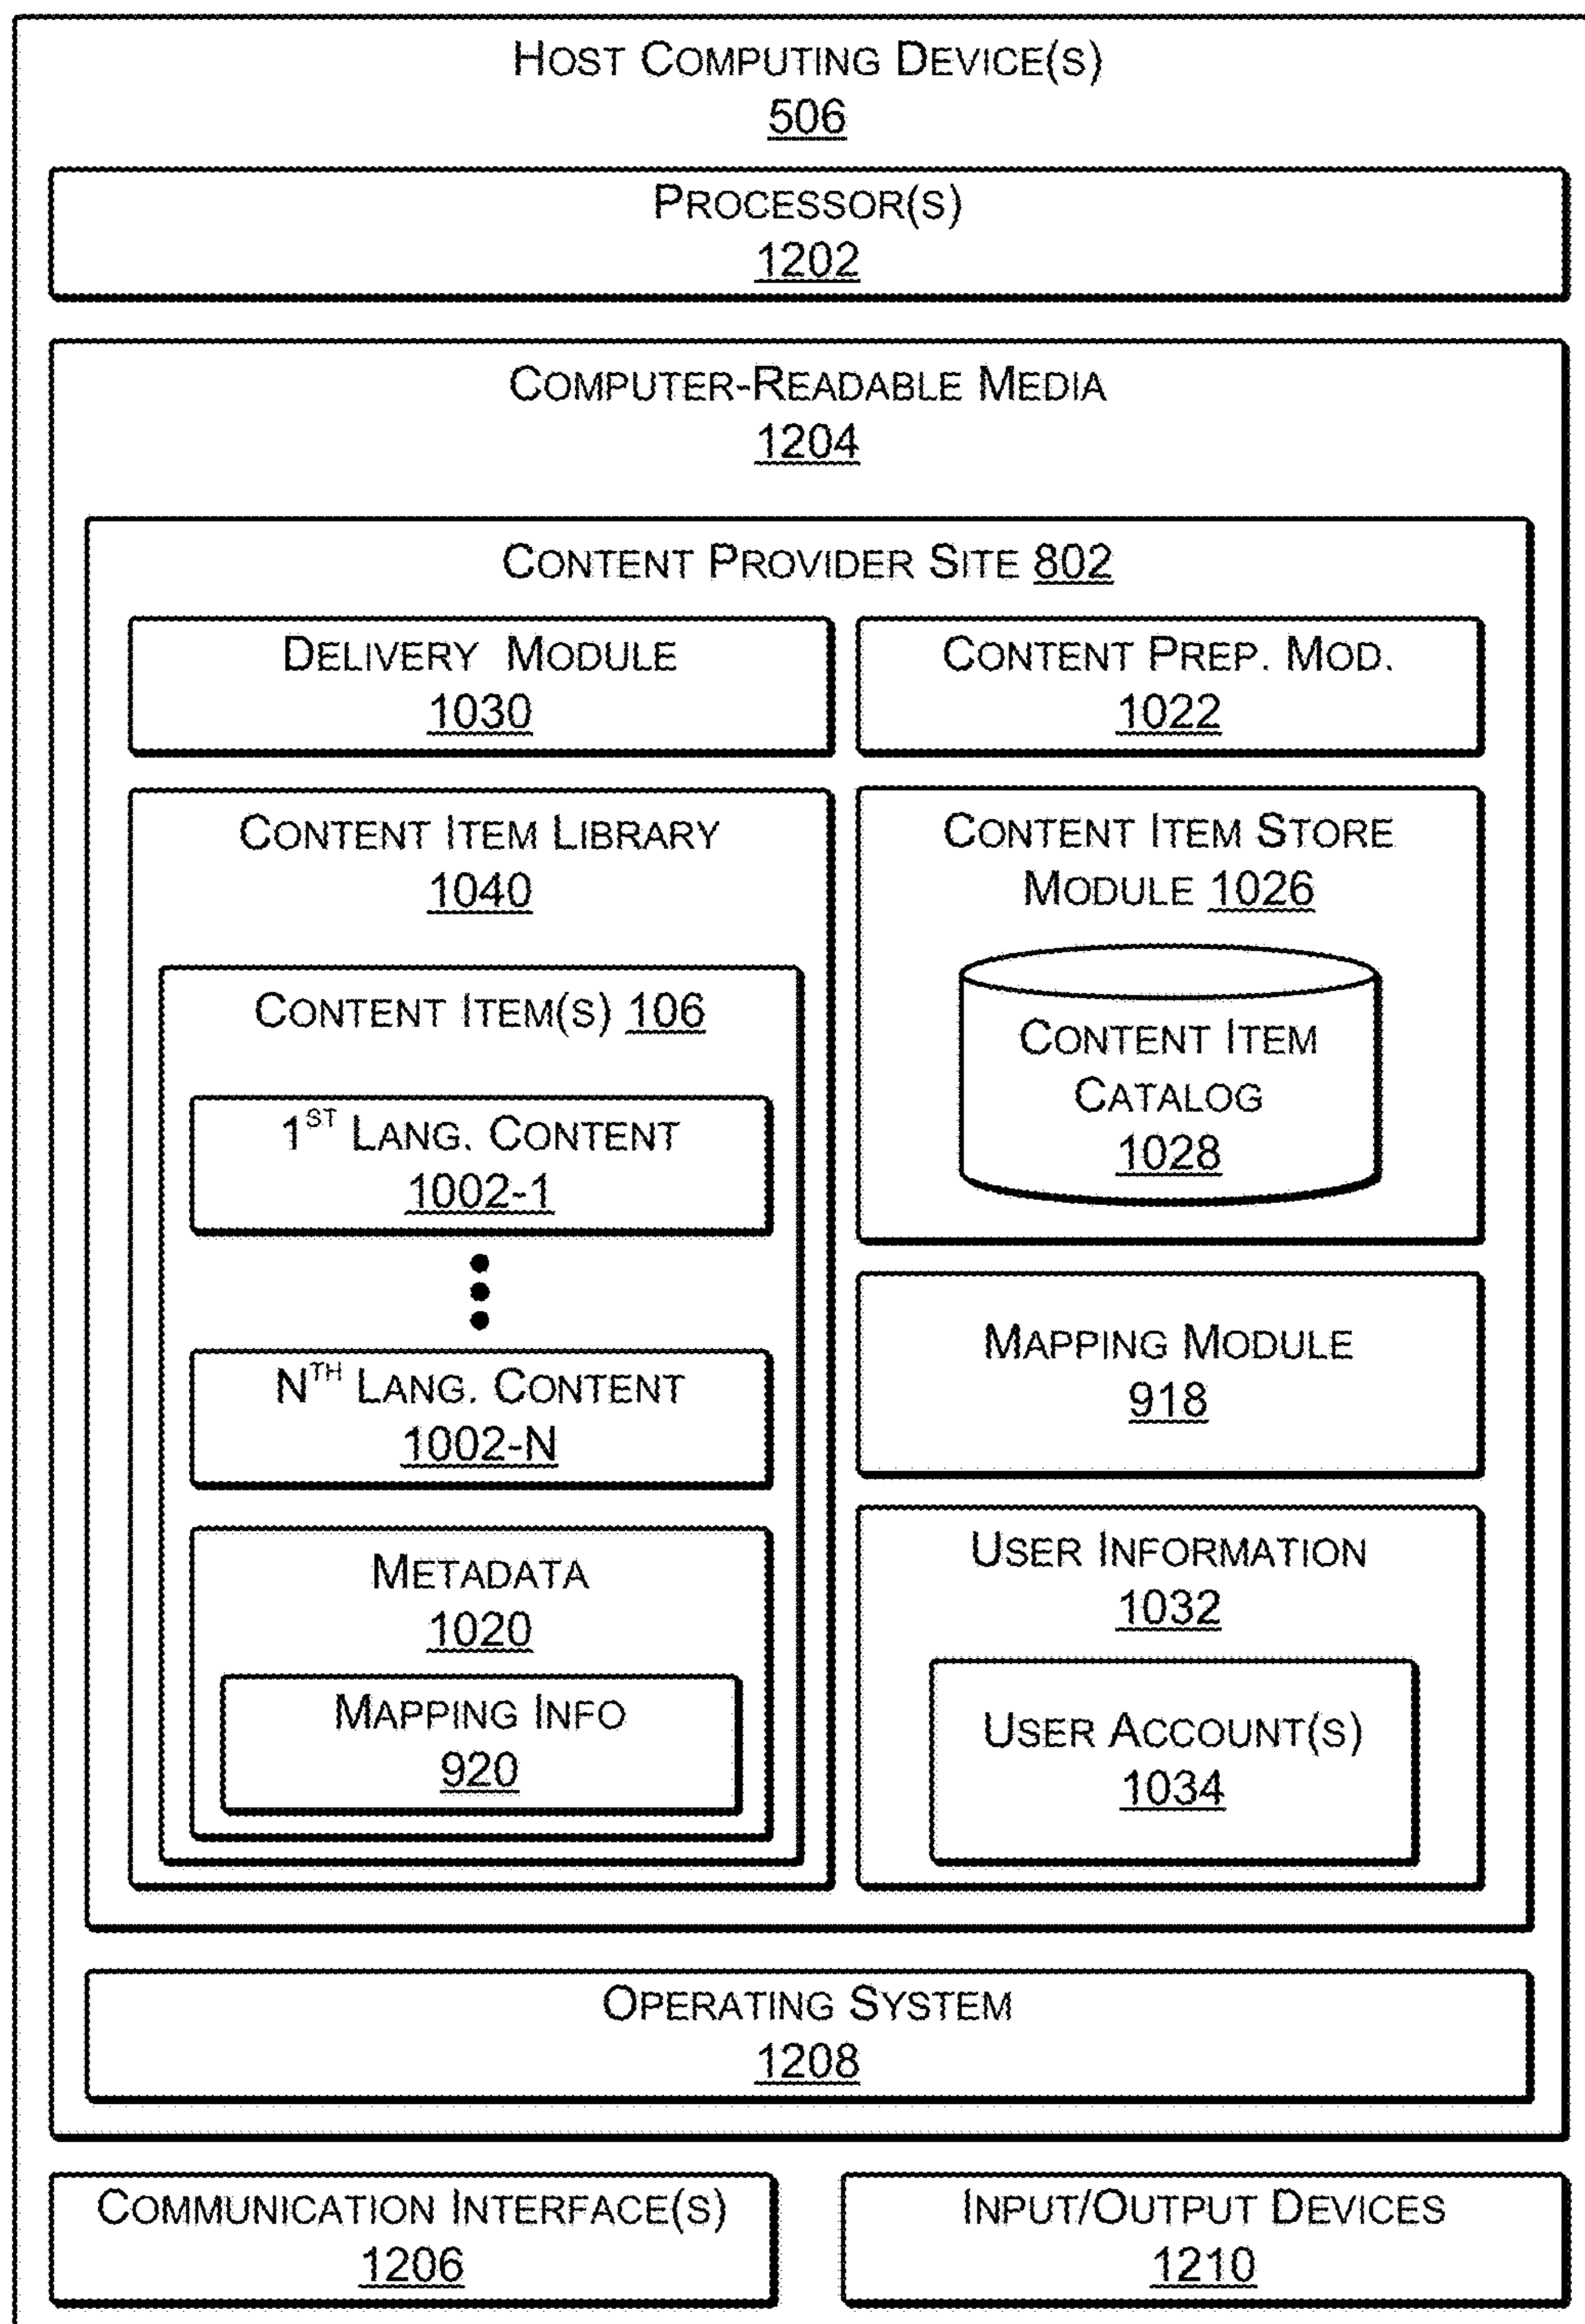 HOST COMPUTING DEVICE(S)
506
PROCESSOR(S)
1202
COMPUTER-READABLE MEDIA
1204
CONTENT PROVIDER SITE 802
DELIVERY MODULE
1030
CONTENT PREP. MOD.
1022
CONTENT ITEM LIBRARY
1040
CONTENT ITEM(S) 106
1ST LANG. CONTENT
1002-1
NTH LANG. CONTENT
1002-N
METADATA
1020
MAPPING INFO
920
CONTENT ITEM STORE
MODULE 1026
CONTENT ITEM
CATALOG
1028
MAPPING MODULE
918
USER INFORMATION
1032
USER ACCOUNT(S)
1034
OPERATING SYSTEM
1208
COMMUNICATION INTERFACE(S)
1206
INPUT/OUTPUT DEVICES
1210